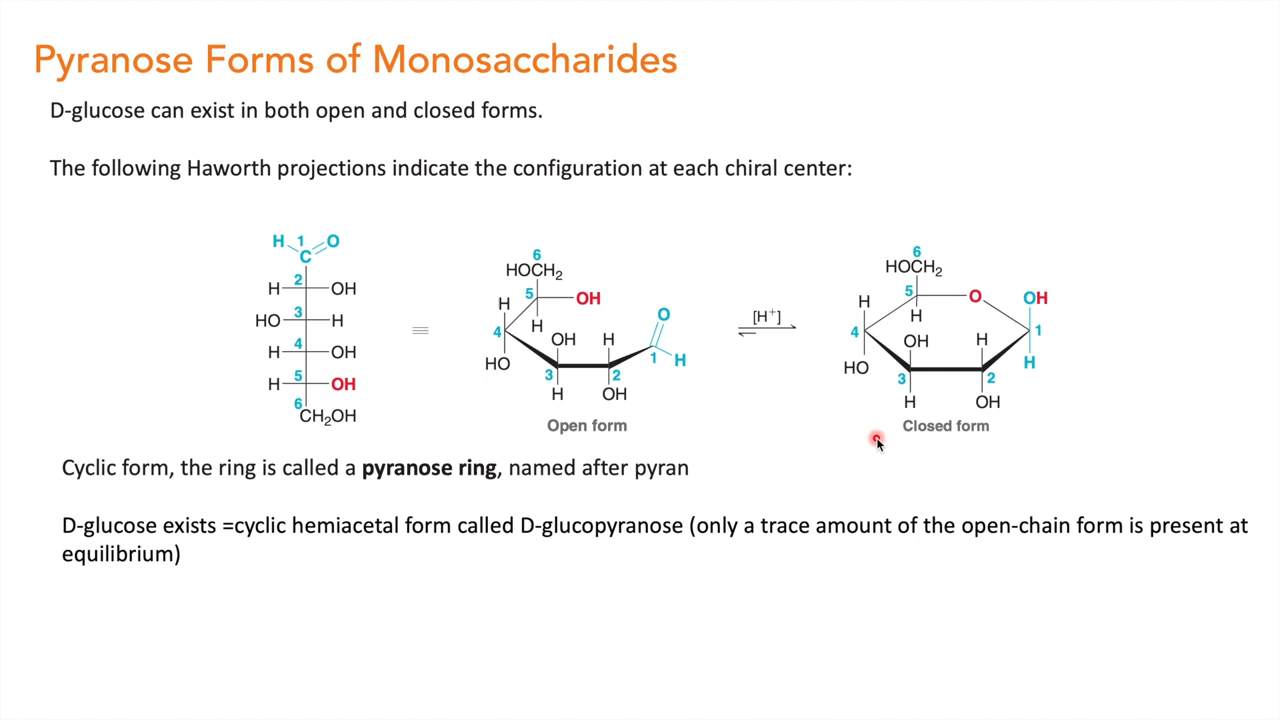 Pyranose Forms of Monosaccharides
D-glucose can exist in both open and closed forms.
The following Haworth projections indicate the configuration at each chiral center:
H 1 O
C
2
H OH
3
HO H
4
H OH
5
H OH
6
CH₂OH
≡
6
HOCH₂
5 OH
H
4 H
OH H O
HO 1 H
3 2
H OH
Open form
[H⁺]
6
HOCH₂
5 O OH
H
H
4 1
OH H
HO H
3 2
H OH
Closed form
Cyclic form, the ring is called a pyranose ring, named after pyran
D-glucose exists =cyclic hemiacetal form called D-glucopyranose (only a trace amount of the open-chain form is present at
equilibrium)